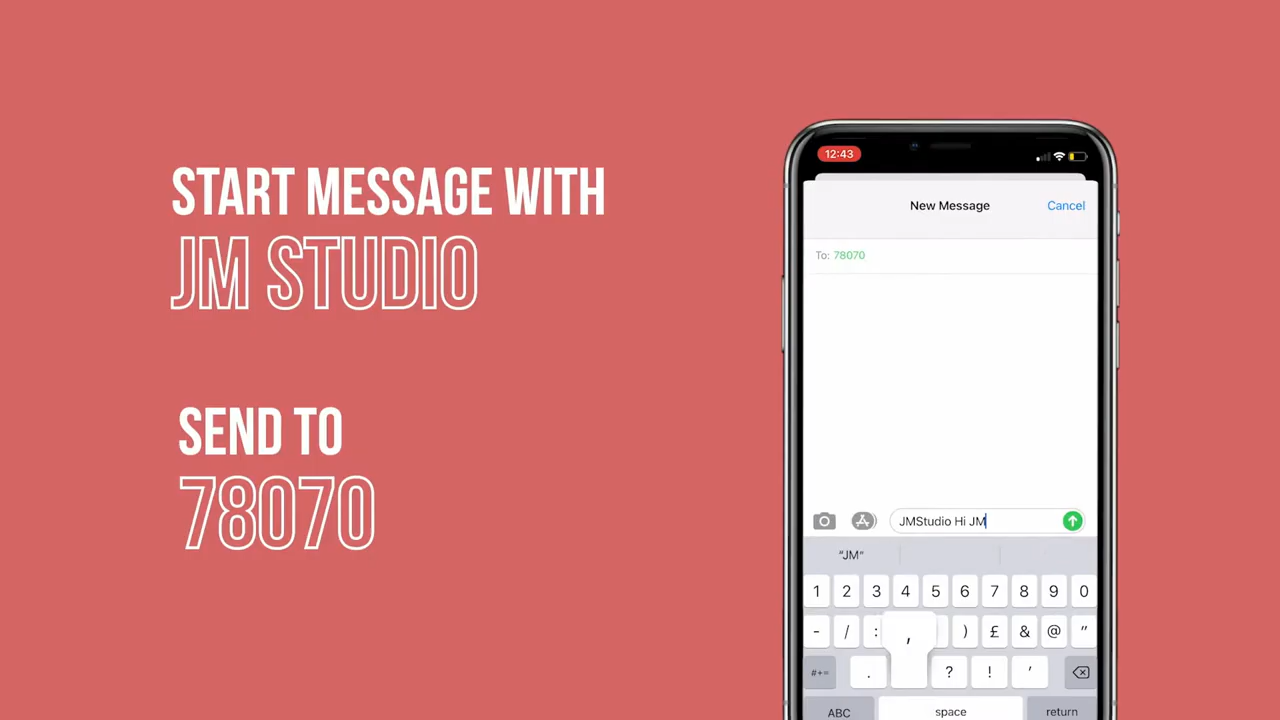 START MESSAGE WITH
JM STUDIO
SEND TO
78070
12:43
New Message
Cancel
To: 78070
JMStudio Hi JM
"JM"
1 2 3 4 5 6 7 8 9 0
- / : , ) £ & @ "
#+= . ? ! '
ABC space return